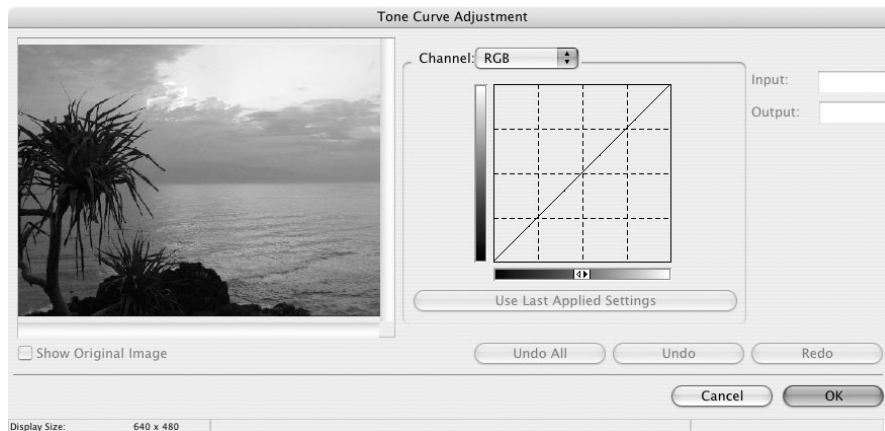 Tone Curve Adjustment
Channel: RGB
Input:
Output:
Use Last Applied Settings
Show Original Image
Undo All
Undo
Redo
Cancel
OK
Display Size: 640 x 480